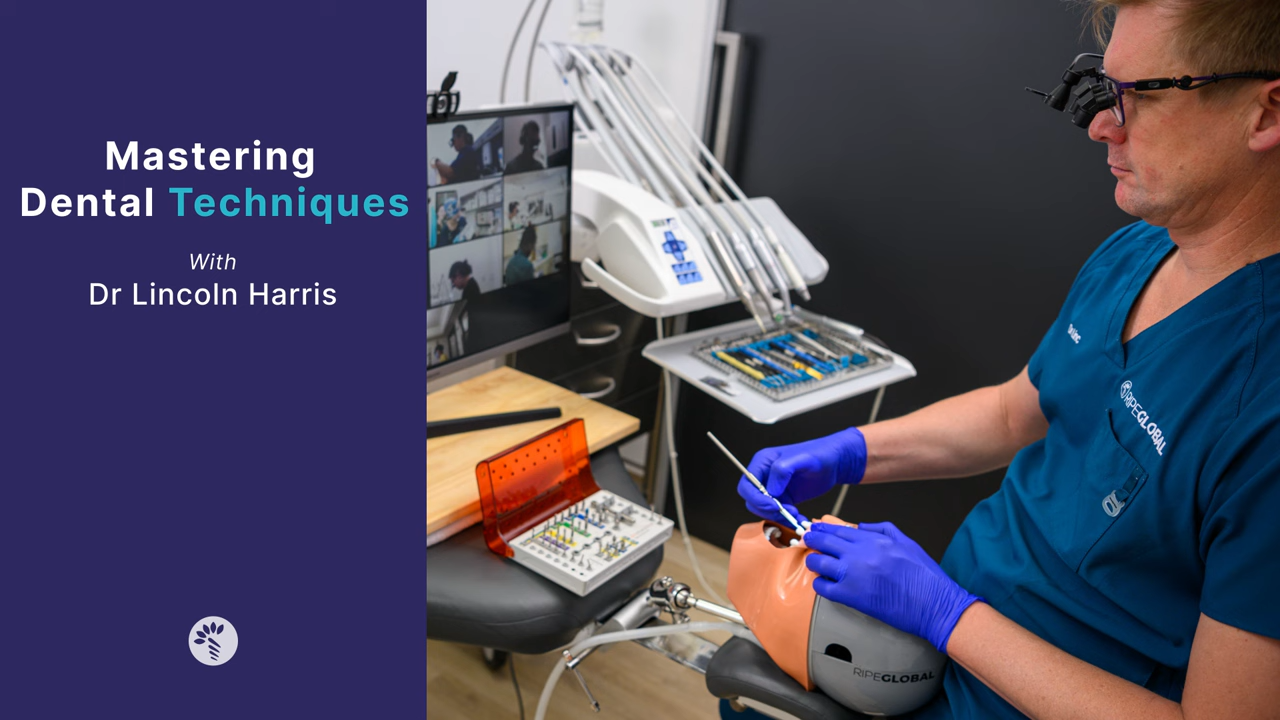 Mastering
Dental Techniques
With
Dr Lincoln Harris
RIPEGLOBAL
RIPEGLOBAL